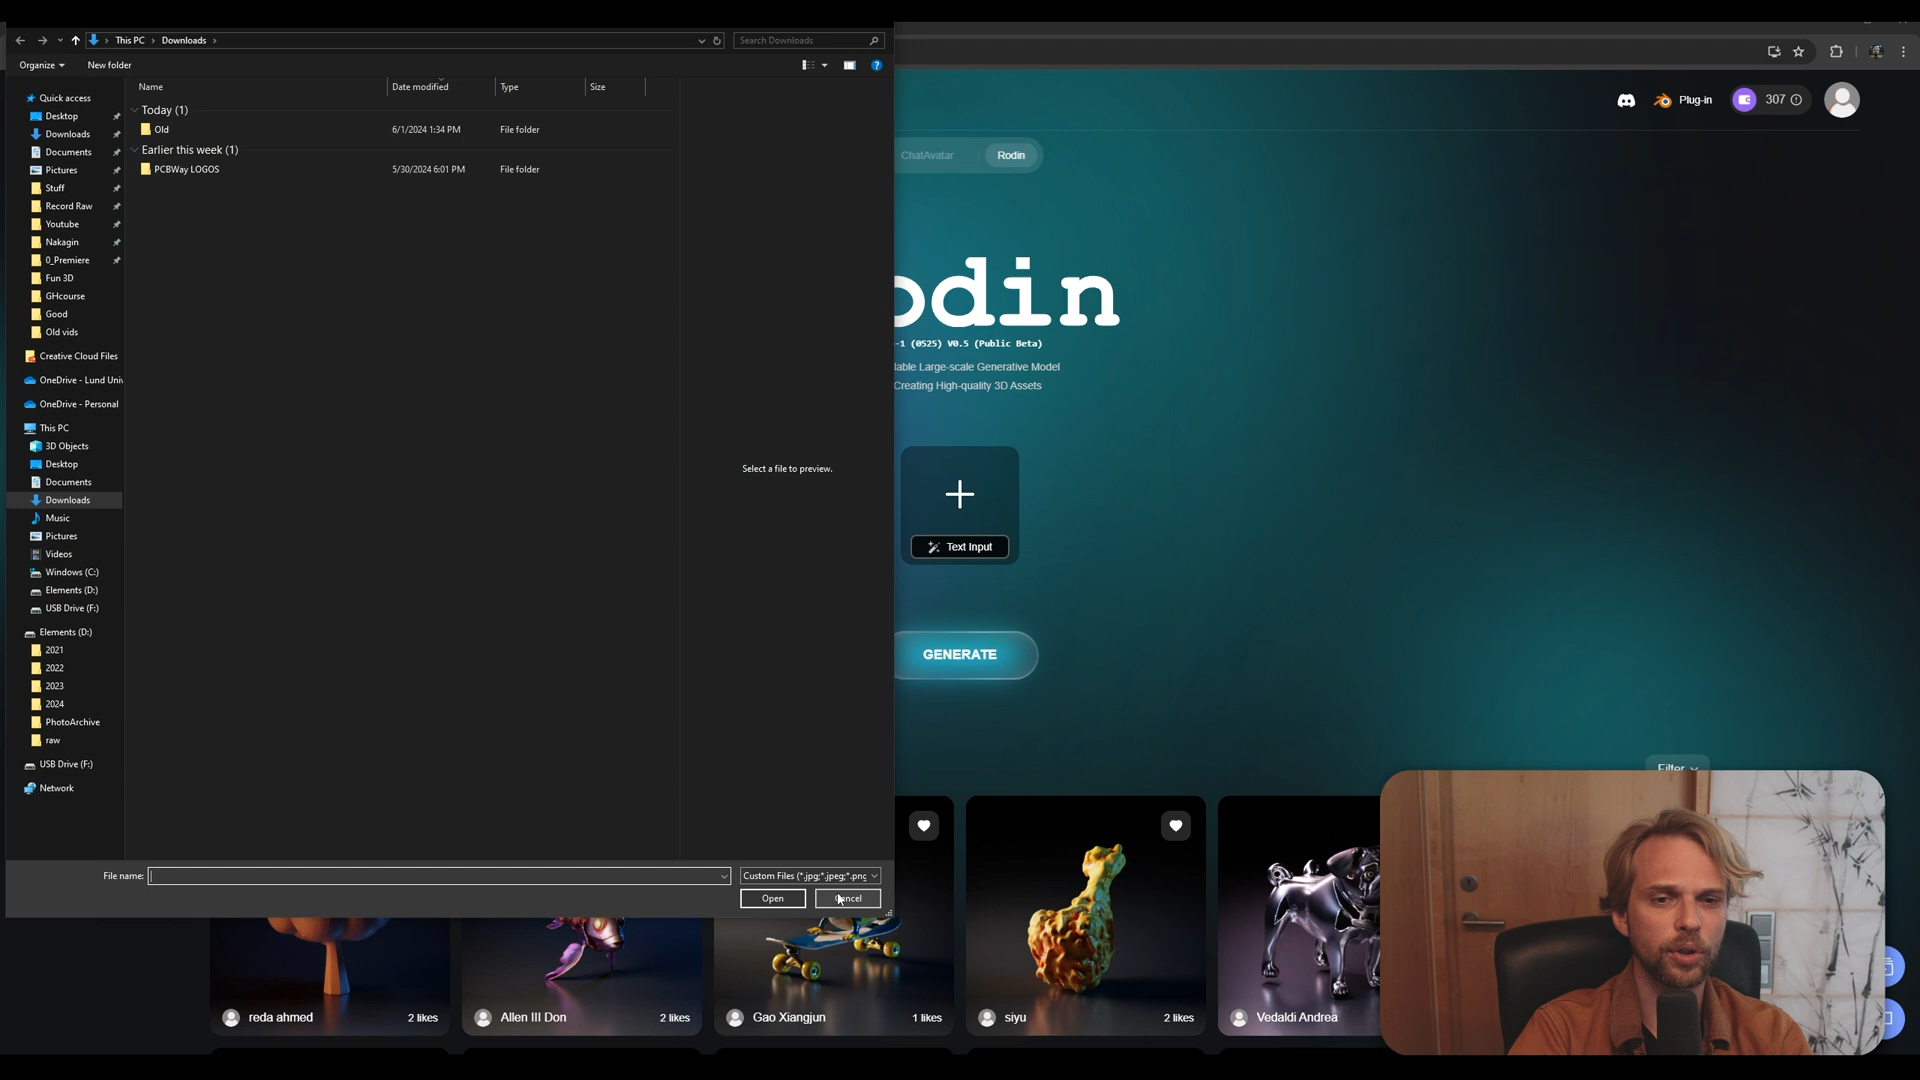 This PC
Downloads
Search Downloads
Organize
New folder
Name
Date modified
Type
Size
Quick access
Desktop
Downloads
Documents
Pictures
Stuff
Record Raw
Youtube
Nakagin
0_Premiere
Fun 3D
GHcourse
Good
Old vids
Creative Cloud Files
OneDrive - Lund Univ
OneDrive - Personal
This PC
3D Objects
Desktop
Documents
Downloads
Music
Pictures
Videos
Windows (C:)
Elements (D:)
USB Drive (F:)
Elements (D:)
2021
2022
2023
2024
PhotoArchive
raw
USB Drive (F:)
Network
Today (1)
Old 6/1/2024 1:34 PM File folder
Earlier this week (1)
PCBWay LOGOS 5/30/2024 6:01 PM File folder
Select a file to preview.
File name:
Custom Files (*.jpg;*.jpeg;*.png
Open
Cancel
Plug-in
307
ChatAvatar
Rodin
odin
-1 (0525) V0.5 (Public Beta)
lable Large-scale Generative Model
Creating High-quality 3D Assets
Text Input
GENERATE
Filter
reda ahmed 2 likes
Allen III Don 2 likes
Gao Xiangjun 1 likes
siyu 2 likes
Vedaldi Andrea